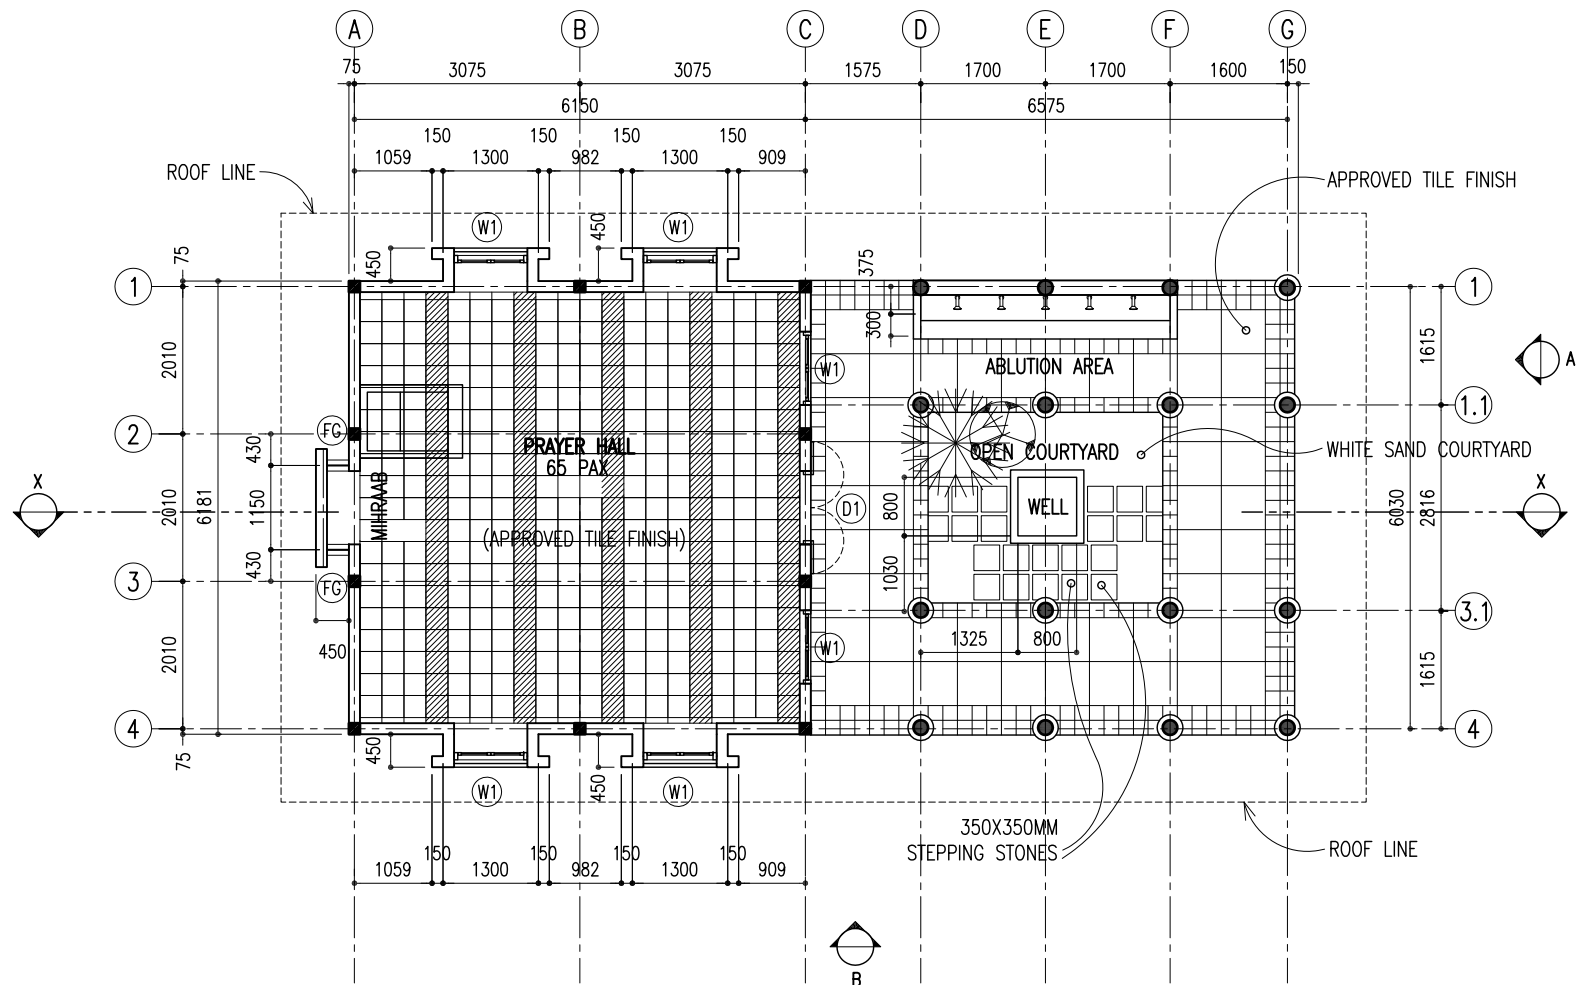 A B C D E F G
75 3075 3075 1575 1700 1700 1600 150
6150 6575
150 150 150 150
1059 1300 982 1300 909
ROOF LINE
APPROVED TILE FINISH
W1 W1
450 450
75
375
1 1
300
2010
1615
ABLUTION AREA
W1
A
1.1
2
FG
430
PRAYER HALL
65 PAX
OPEN COURTYARD
WHITE SAND COURTYARD
MIHRAAB
X X
2010 6181 1150
800
WELL
D1
6030 2816
(APPROVED TILE FINISH)
430
1030
3
FG
3.1
450
2010
W1
1325 800
1615
4 4
75
450 450
W1 W1
350X350MM
STEPPING STONES
ROOF LINE
150 150 150 150
1059 1300 982 1300 909
B